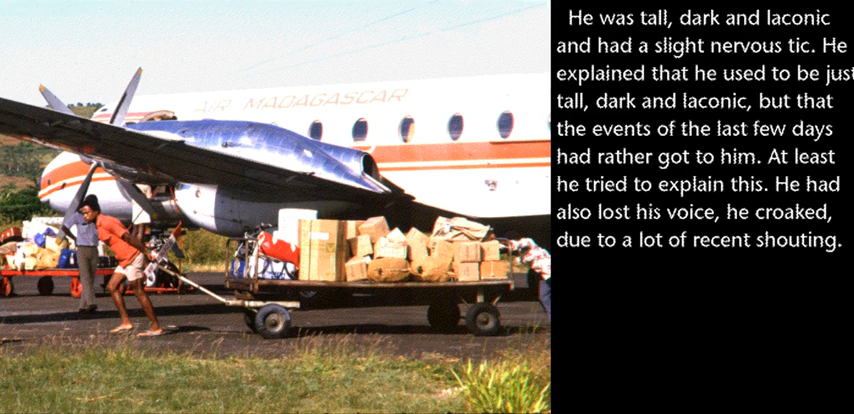 AIR MADAGASCAR
He was tall, dark and laconic
and had a slight nervous tic. He
explained that he used to be just
tall, dark and laconic, but that
the events of the last few days
had rather got to him. At least
he tried to explain this. He had
also lost his voice, he croaked,
due to a lot of recent shouting.